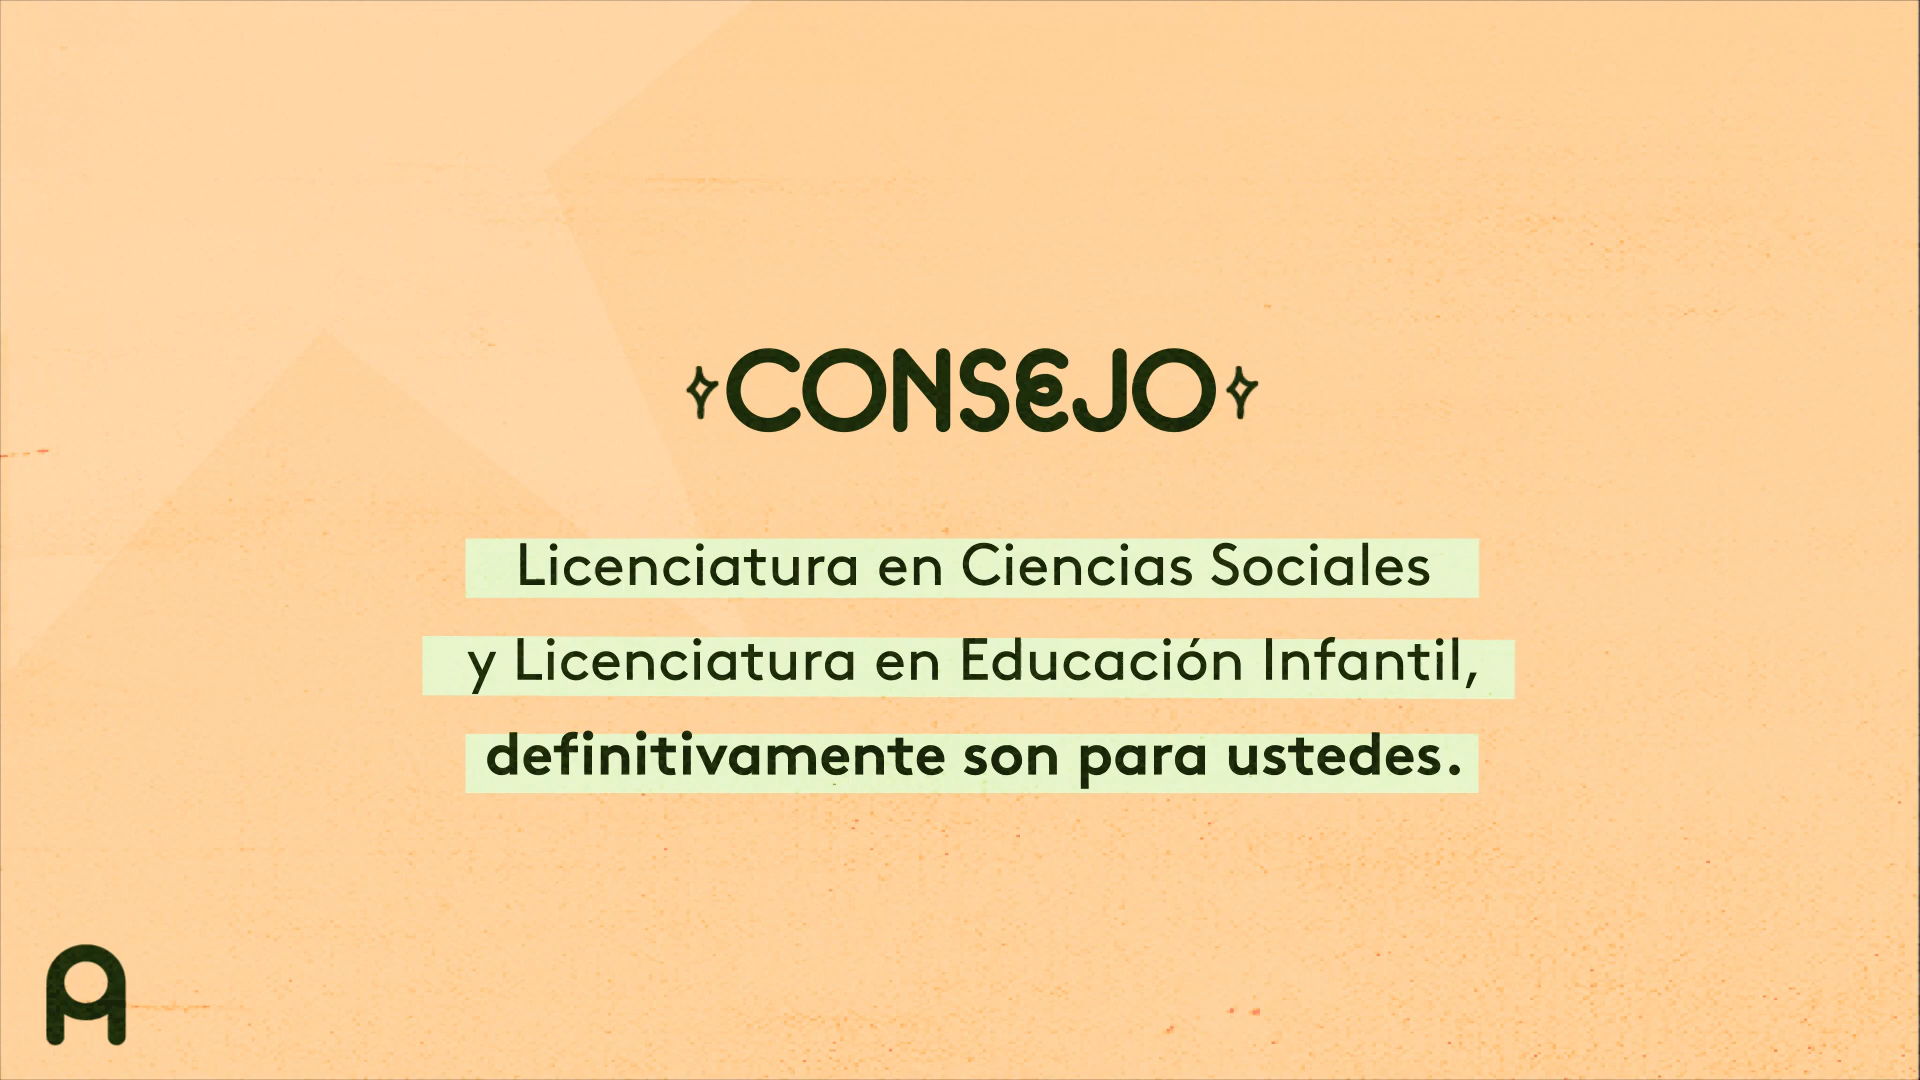 CONSEJO
Licenciatura en Ciencias Sociales
y Licenciatura en Educación Infantil,
definitivamente son para ustedes.
A